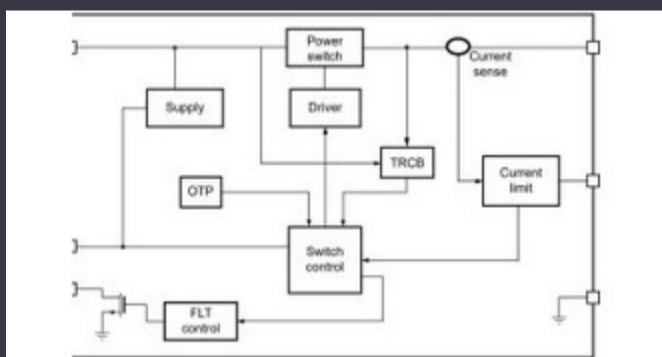 Power
switch
Current
sense
Supply
Driver
TRCB
Current
limit
OTP
Switch
control
FLT
control